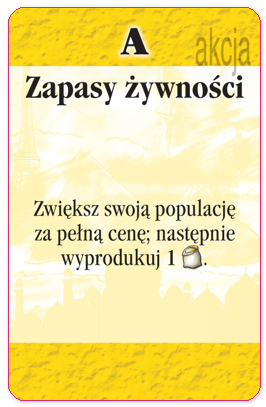 A
akcja
Zapasy żywności
Zwiększ swoją populację
za pełną cenę; następnie
wyprodukuj 1 .